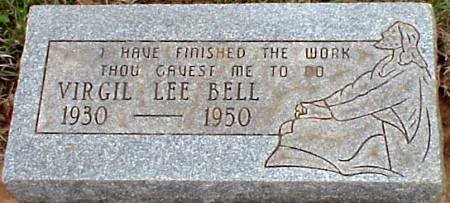 I HAVE FINISHED THE WORK
THOU GAVEST ME TO DO
VIRGIL LEE BELL
1930 — 1950